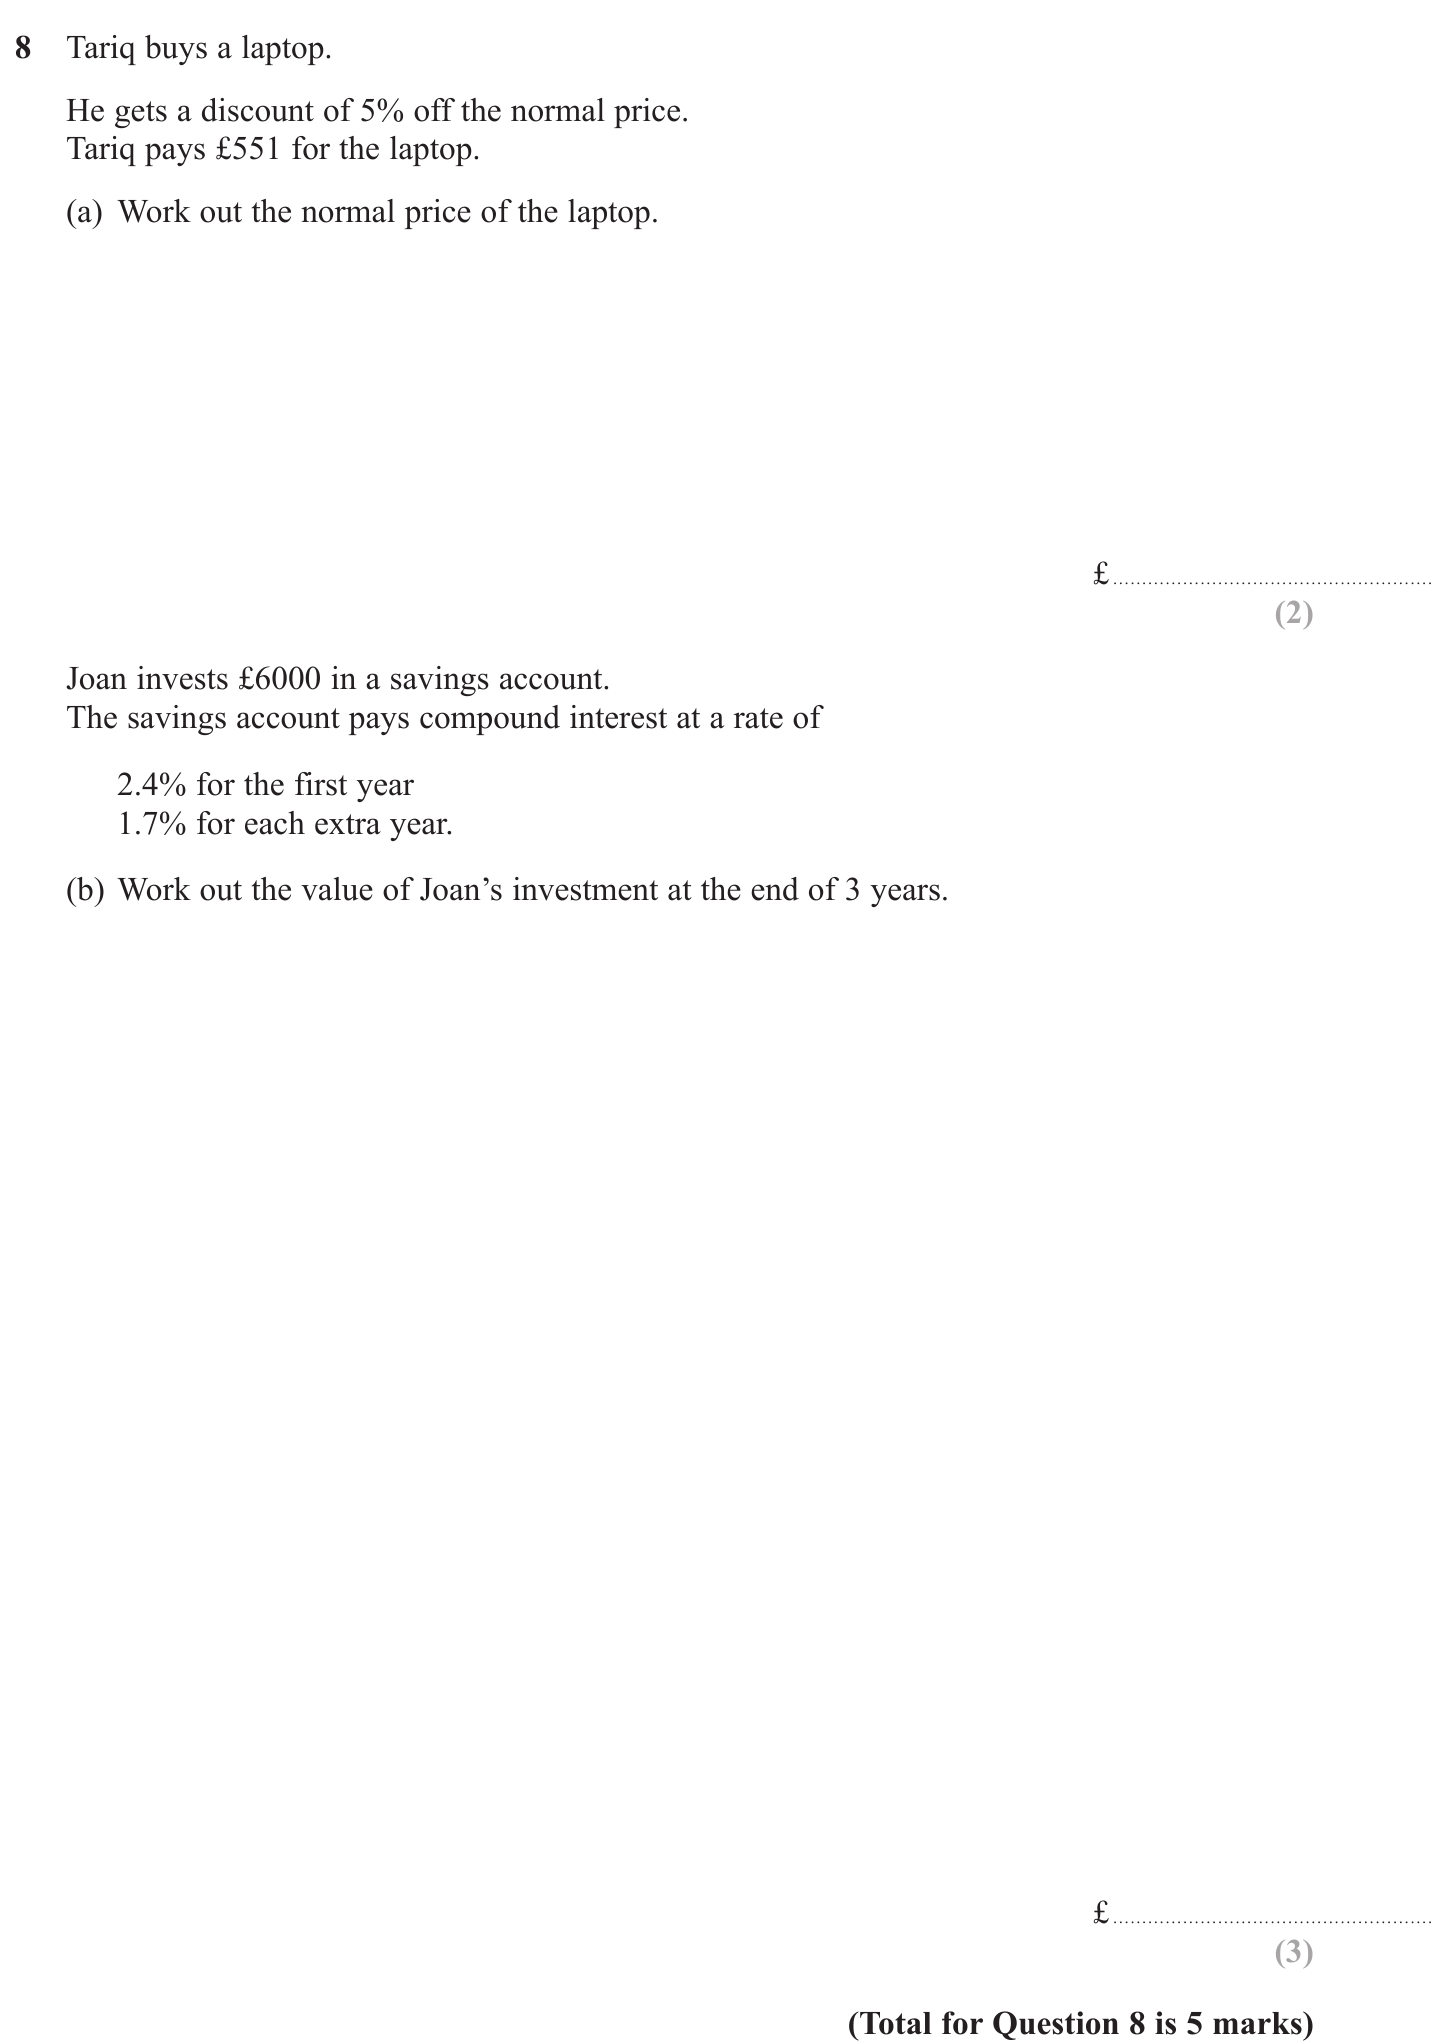 8 Tariq buys a laptop.
He gets a discount of 5% off the normal price.
Tariq pays £551 for the laptop.
(a) Work out the normal price of the laptop.
£......................................................
(2)
Joan invests £6000 in a savings account.
The savings account pays compound interest at a rate of
2.4% for the first year
1.7% for each extra year.
(b) Work out the value of Joan’s investment at the end of 3 years.
£......................................................
(3)
(Total for Question 8 is 5 marks)